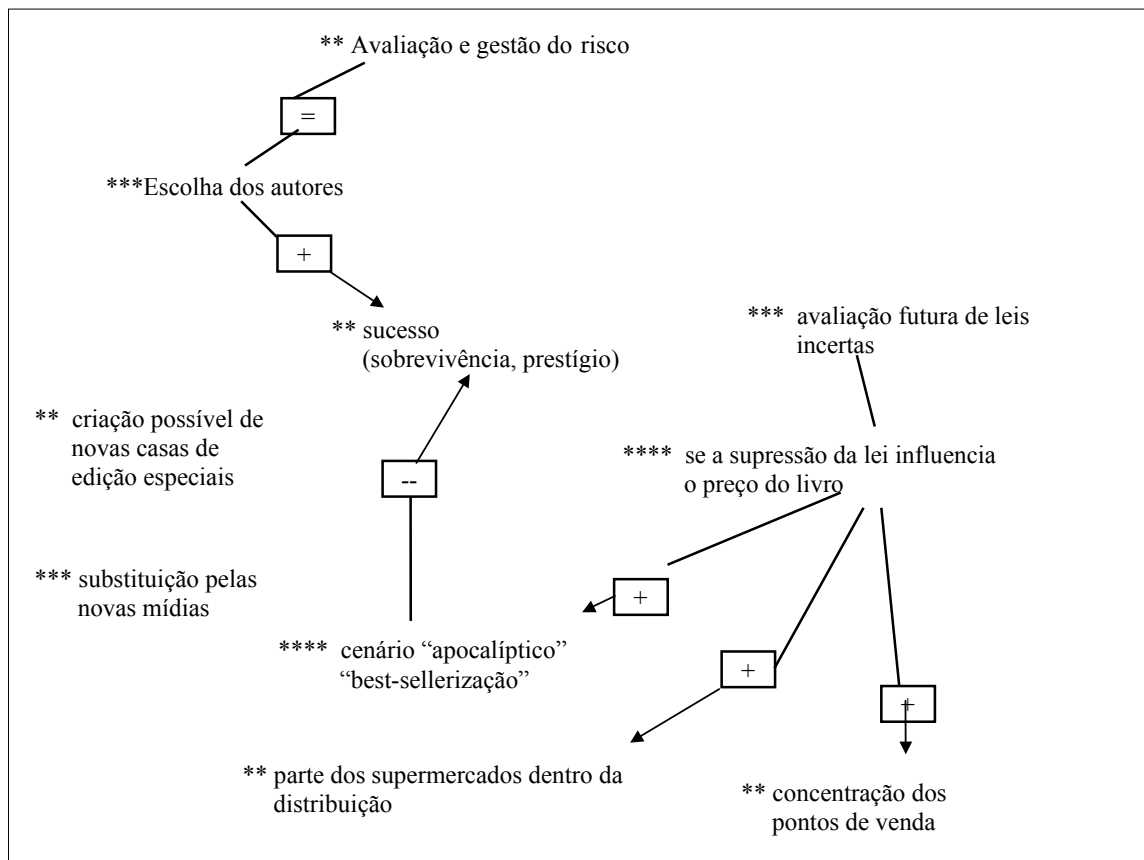 ** Avaliação e gestão do risco
=
***Escolha dos autores
+
** sucesso
(sobrevivência, prestígio)
*** avaliação futura de leis
incertas
** criação possível de
novas casas de
edição especiais
**** se a supressão da lei influencia
o preço do livro
--
*** substituição pelas
novas mídias
+
**** cenário “apocalíptico”
“best-sellerização”
+
+
** parte dos supermercados dentro da
distribuição
** concentração dos
pontos de venda